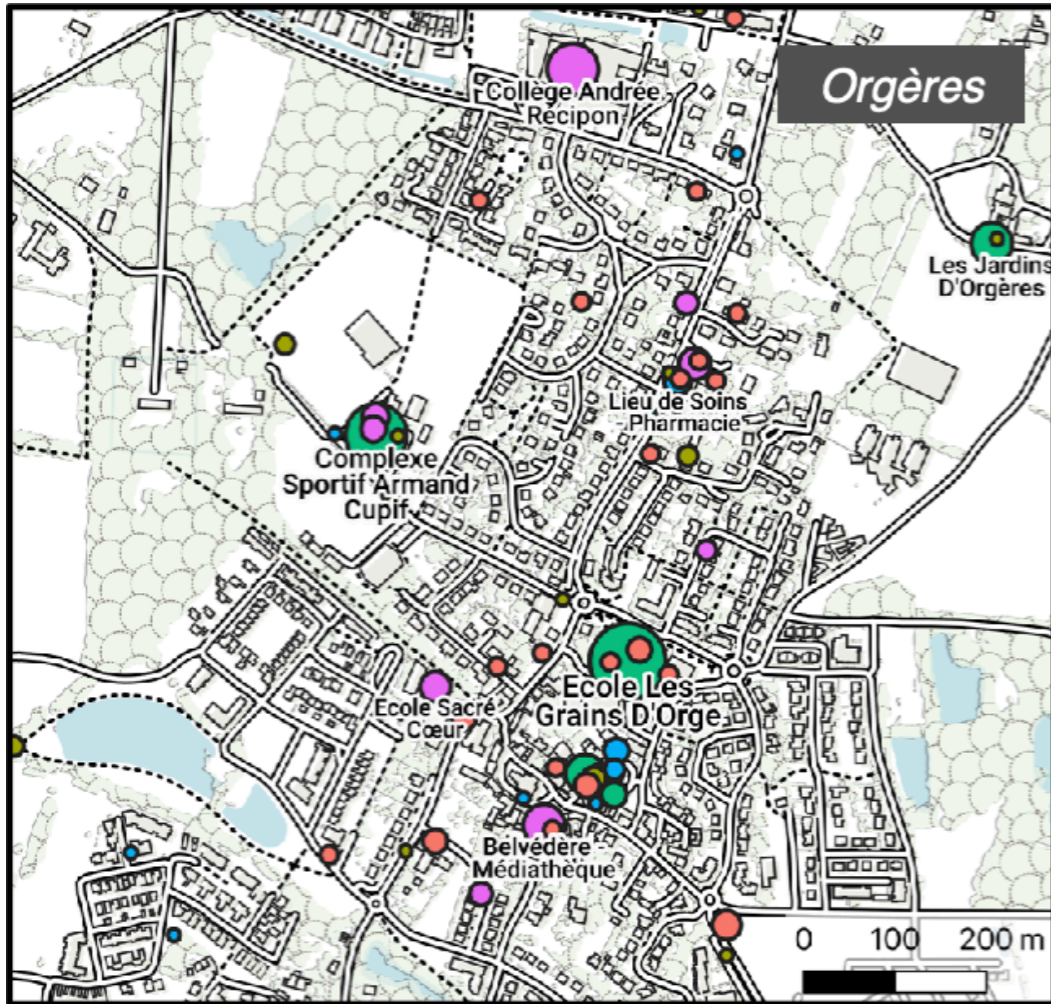 Orgères
Collège Andrée -
Récipon
Les Jardins
D'Orgères
Lieu de Soins
Pharmacie
Complexe
Sportif Armand
Cupif
Ecole Les
Grains D'Orge
Ecole Sacré
Cœur
Belvédère -
Médiathèque
0 100 200 m